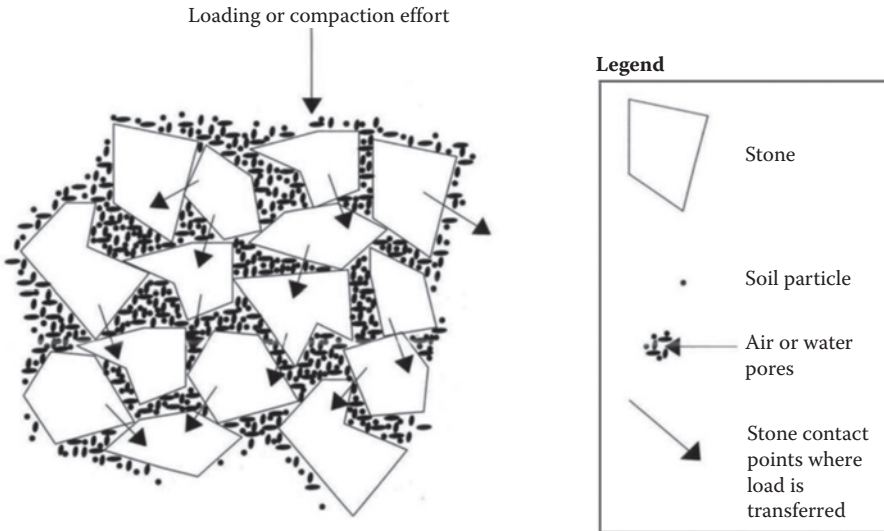 Loading or compaction effort
Legend
Stone
Soil particle
Air or water
pores
Stone contact
points where
load is
transferred